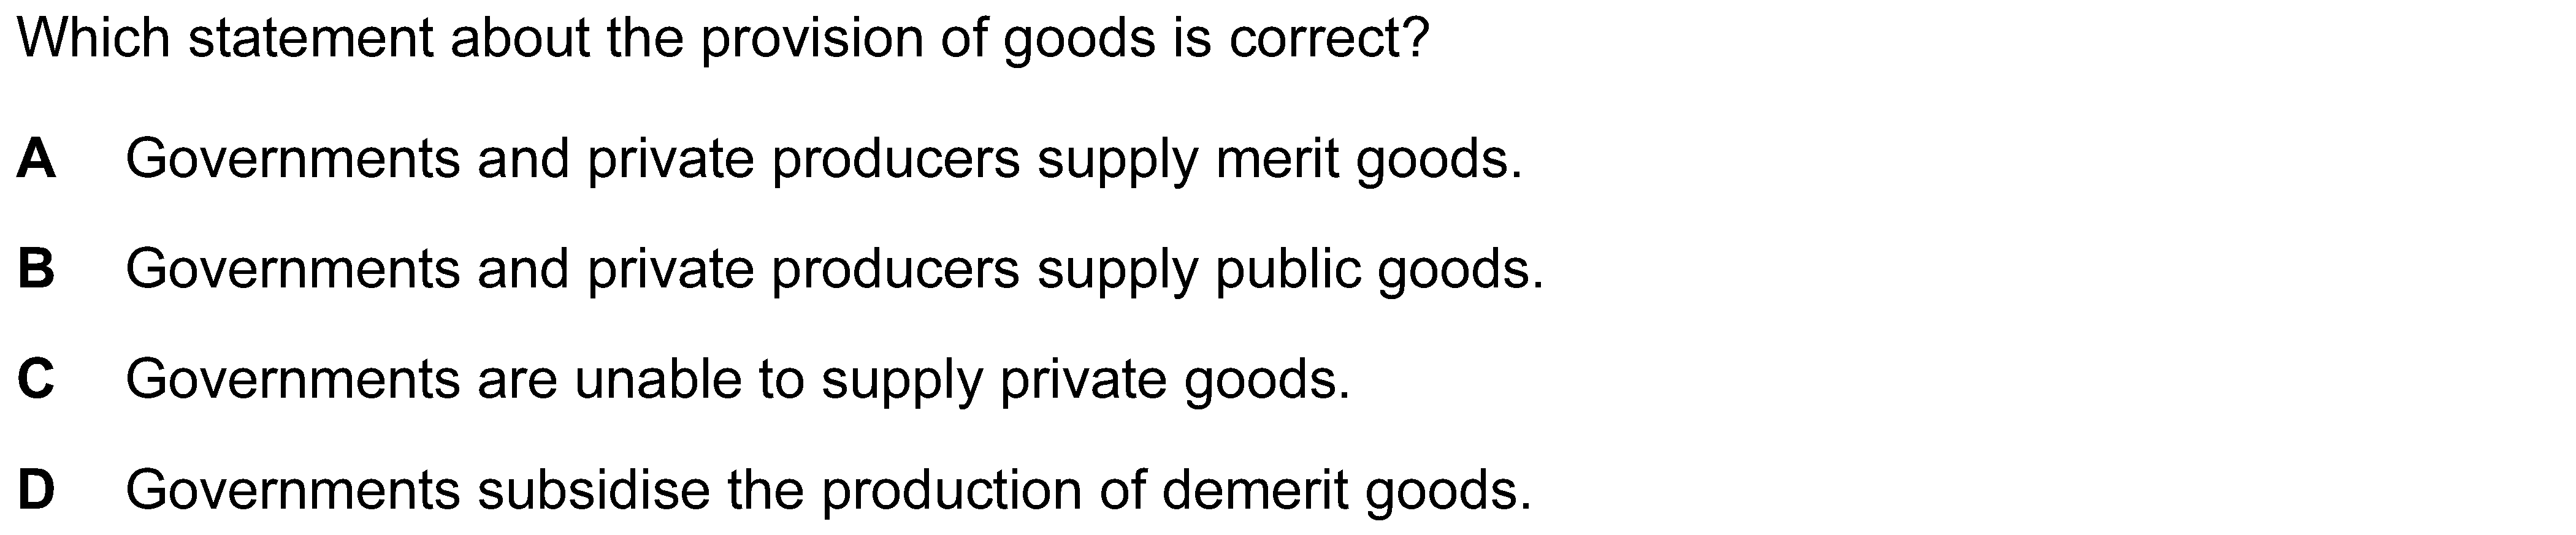 Which statement about the provision of goods is correct?
A Governments and private producers supply merit goods.
B Governments and private producers supply public goods.
C Governments are unable to supply private goods.
D Governments subsidise the production of demerit goods.